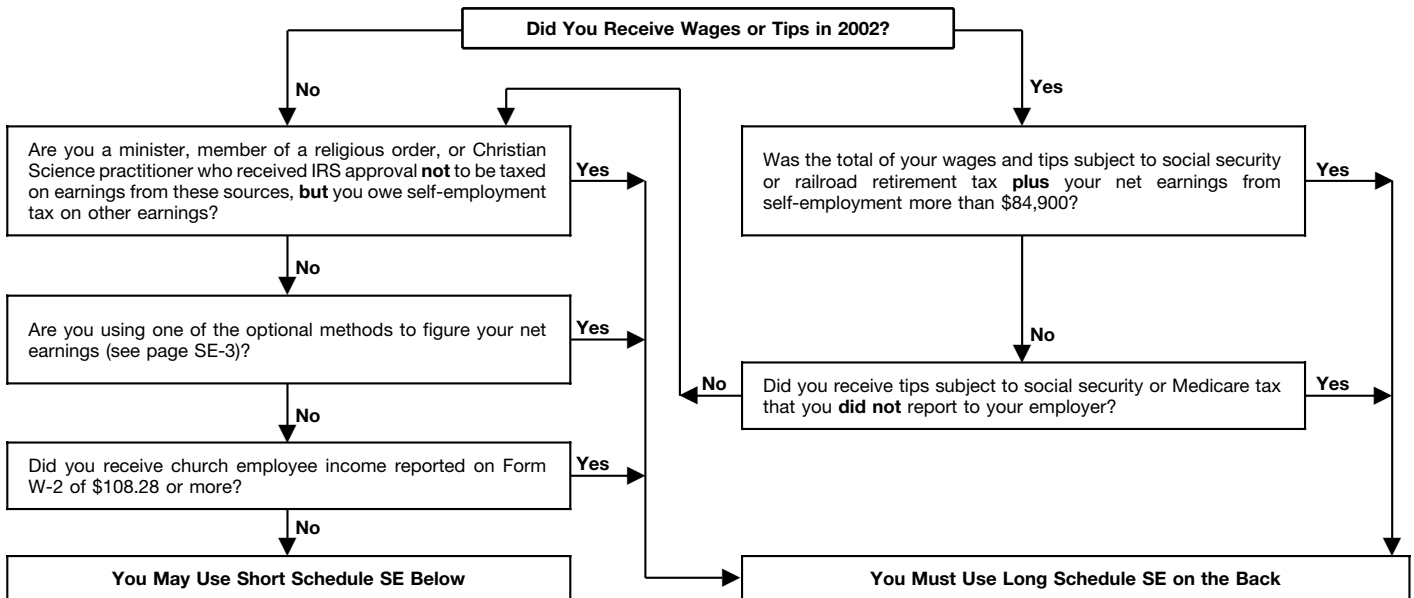 Did You Receive Wages or Tips in 2002?
No
Yes
Are you a minister, member of a religious order, or Christian
Science practitioner who received IRS approval not to be taxed
on earnings from these sources, but you owe self-employment
tax on other earnings?
Yes
Was the total of your wages and tips subject to social security
or railroad retirement tax plus your net earnings from
self-employment more than $84,900?
Yes
No
No
Are you using one of the optional methods to figure your net
earnings (see page SE-3)?
Yes
No
Did you receive tips subject to social security or Medicare tax
that you did not report to your employer?
Yes
No
Did you receive church employee income reported on Form
W-2 of $108.28 or more?
Yes
No
You May Use Short Schedule SE Below
You Must Use Long Schedule SE on the Back